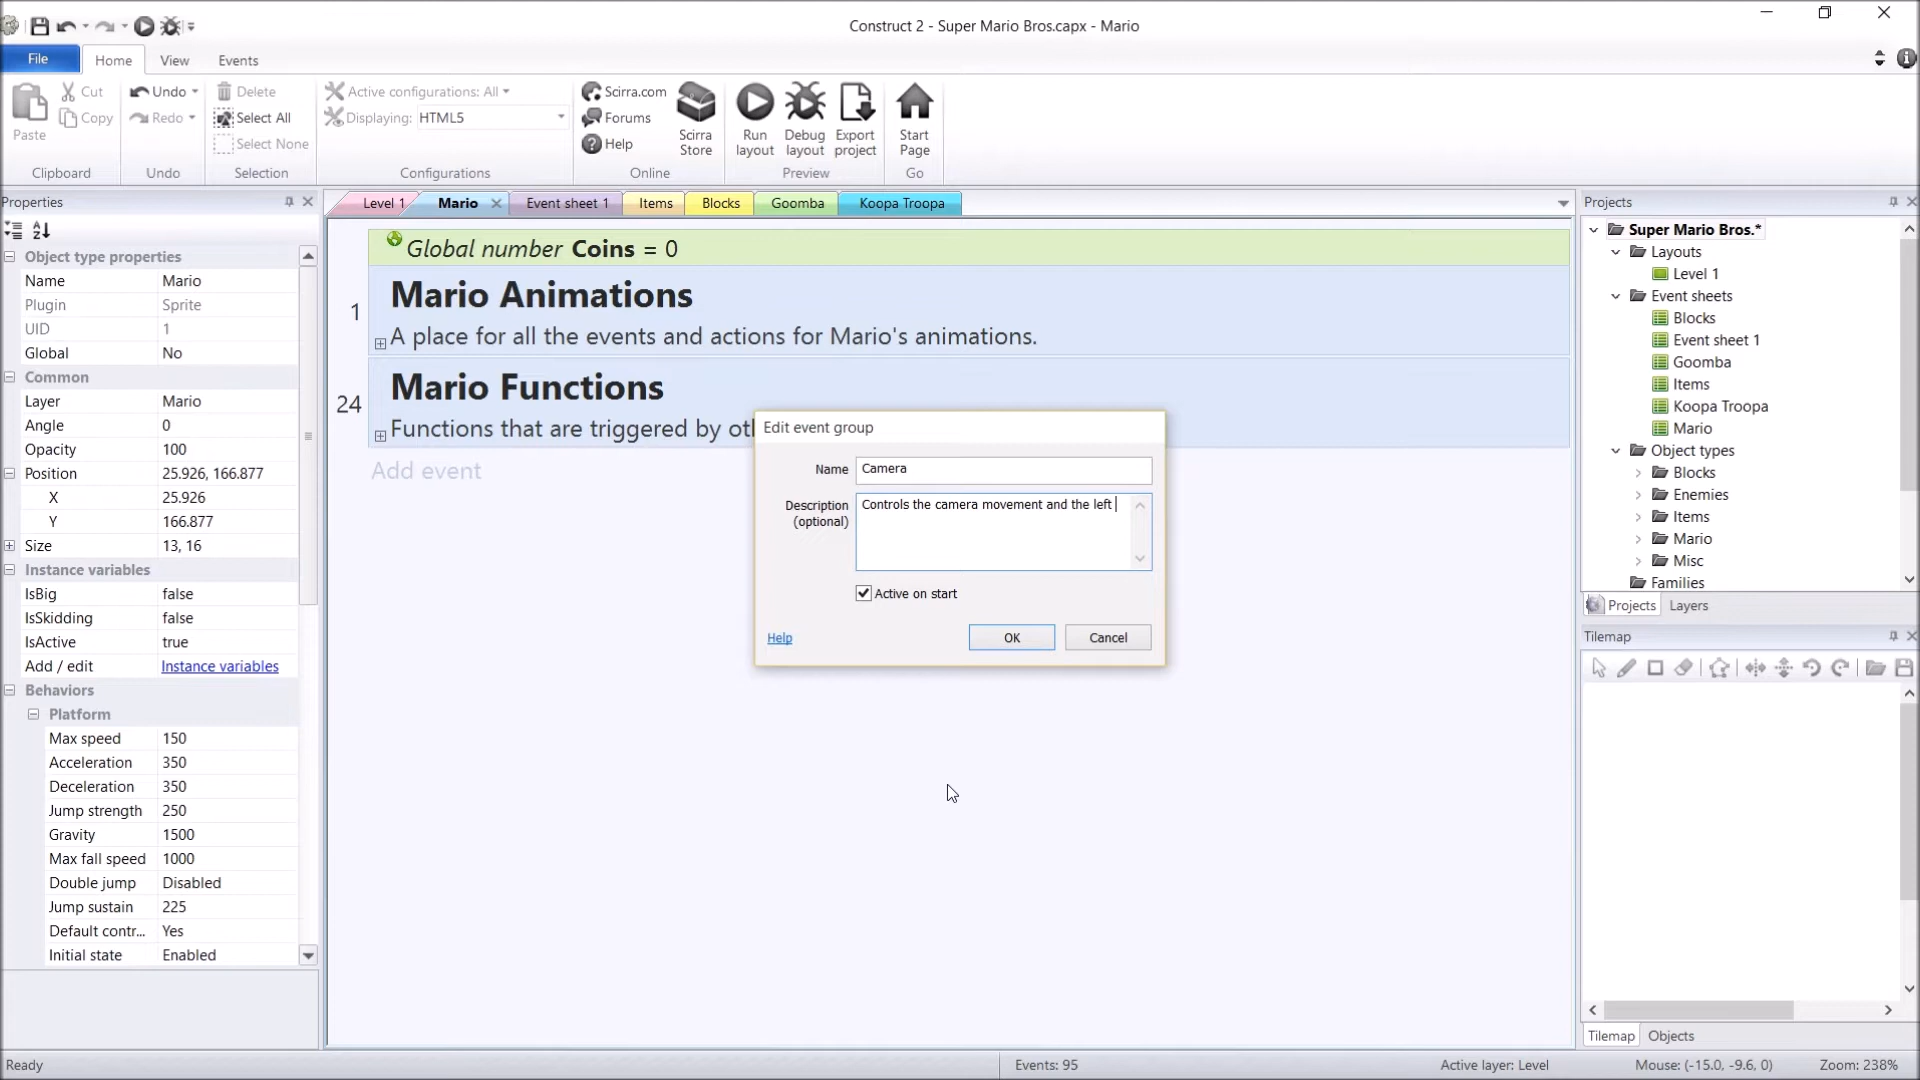 Construct 2 - Super Mario Bros.capx - Mario
File
Home
View
Events
Paste
Cut
Copy
Clipboard
Undo
Redo
Undo
Delete
Select All
Select None
Selection
Active configurations: All
Displaying: HTML5
Configurations
Scirra.com
Forums
Help
Scirra
Store
Online
Run
layout
Debug
layout
Export
project
Preview
Start
Page
Go
Properties
Object type properties
Name Mario
Plugin Sprite
UID 1
Global No
Common
Layer Mario
Angle 0
Opacity 100
Position 25.926, 166.877
X 25.926
Y 166.877
Size 13, 16
Instance variables
IsBig false
IsSkidding false
IsActive true
Add / edit Instance variables
Behaviors
Platform
Max speed 150
Acceleration 350
Deceleration 350
Jump strength 250
Gravity 1500
Max fall speed 1000
Double jump Disabled
Jump sustain 225
Default contr... Yes
Initial state Enabled
Level 1
Mario
Event sheet 1
Items
Blocks
Goomba
Koopa Troopa
Global number Coins = 0
1
Mario Animations
A place for all the events and actions for Mario's animations.
24
Mario Functions
Functions that are triggered by ot
Add event
Edit event group
Name Camera
Description
(optional)
Controls the camera movement and the left
Active on start
Help
OK
Cancel
Projects
Super Mario Bros.*
Layouts
Level 1
Event sheets
Blocks
Event sheet 1
Goomba
Items
Koopa Troopa
Mario
Object types
Blocks
Enemies
Items
Mario
Misc
Families
Projects
Layers
Tilemap
Tilemap
Objects
Ready
Events: 95
Active layer: Level
Mouse: (-15.0, -9.6, 0)
Zoom: 238%